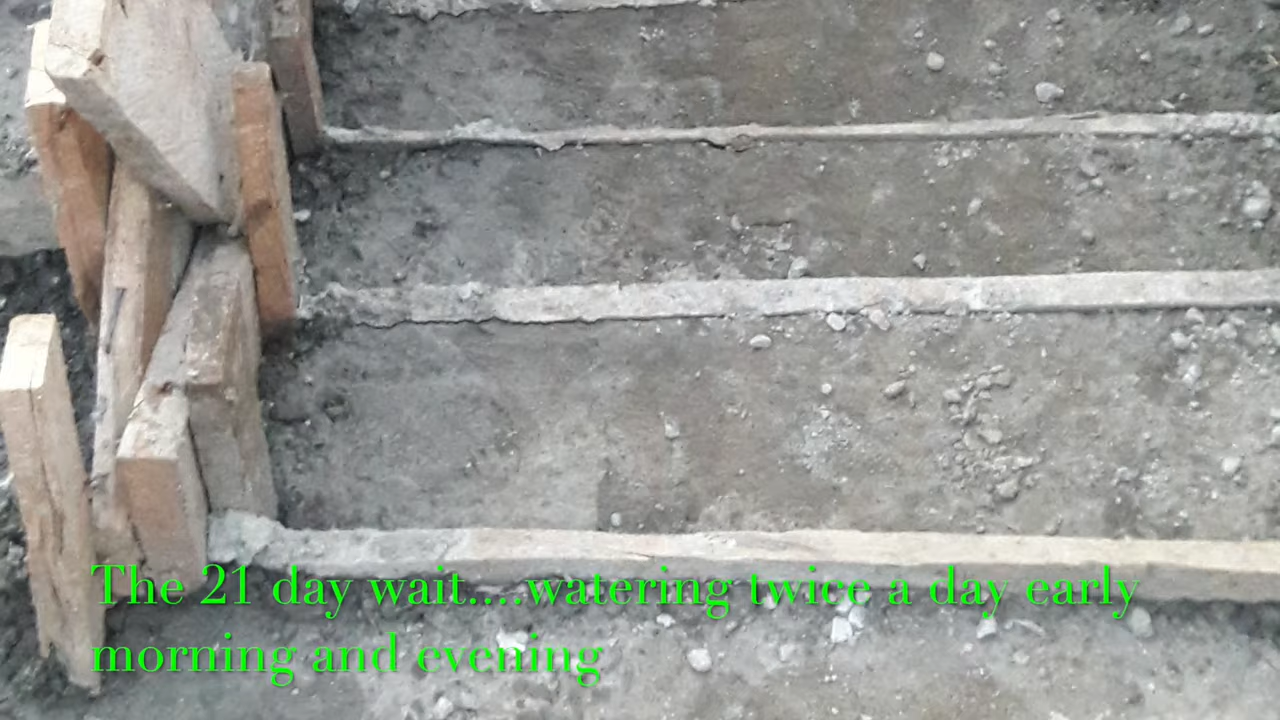 The 21 day wait....watering twice a day early
morning and evening